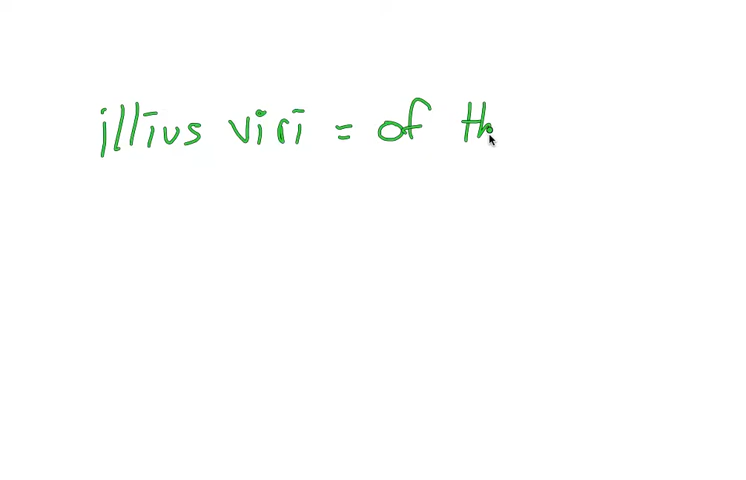 illīus virī = of th